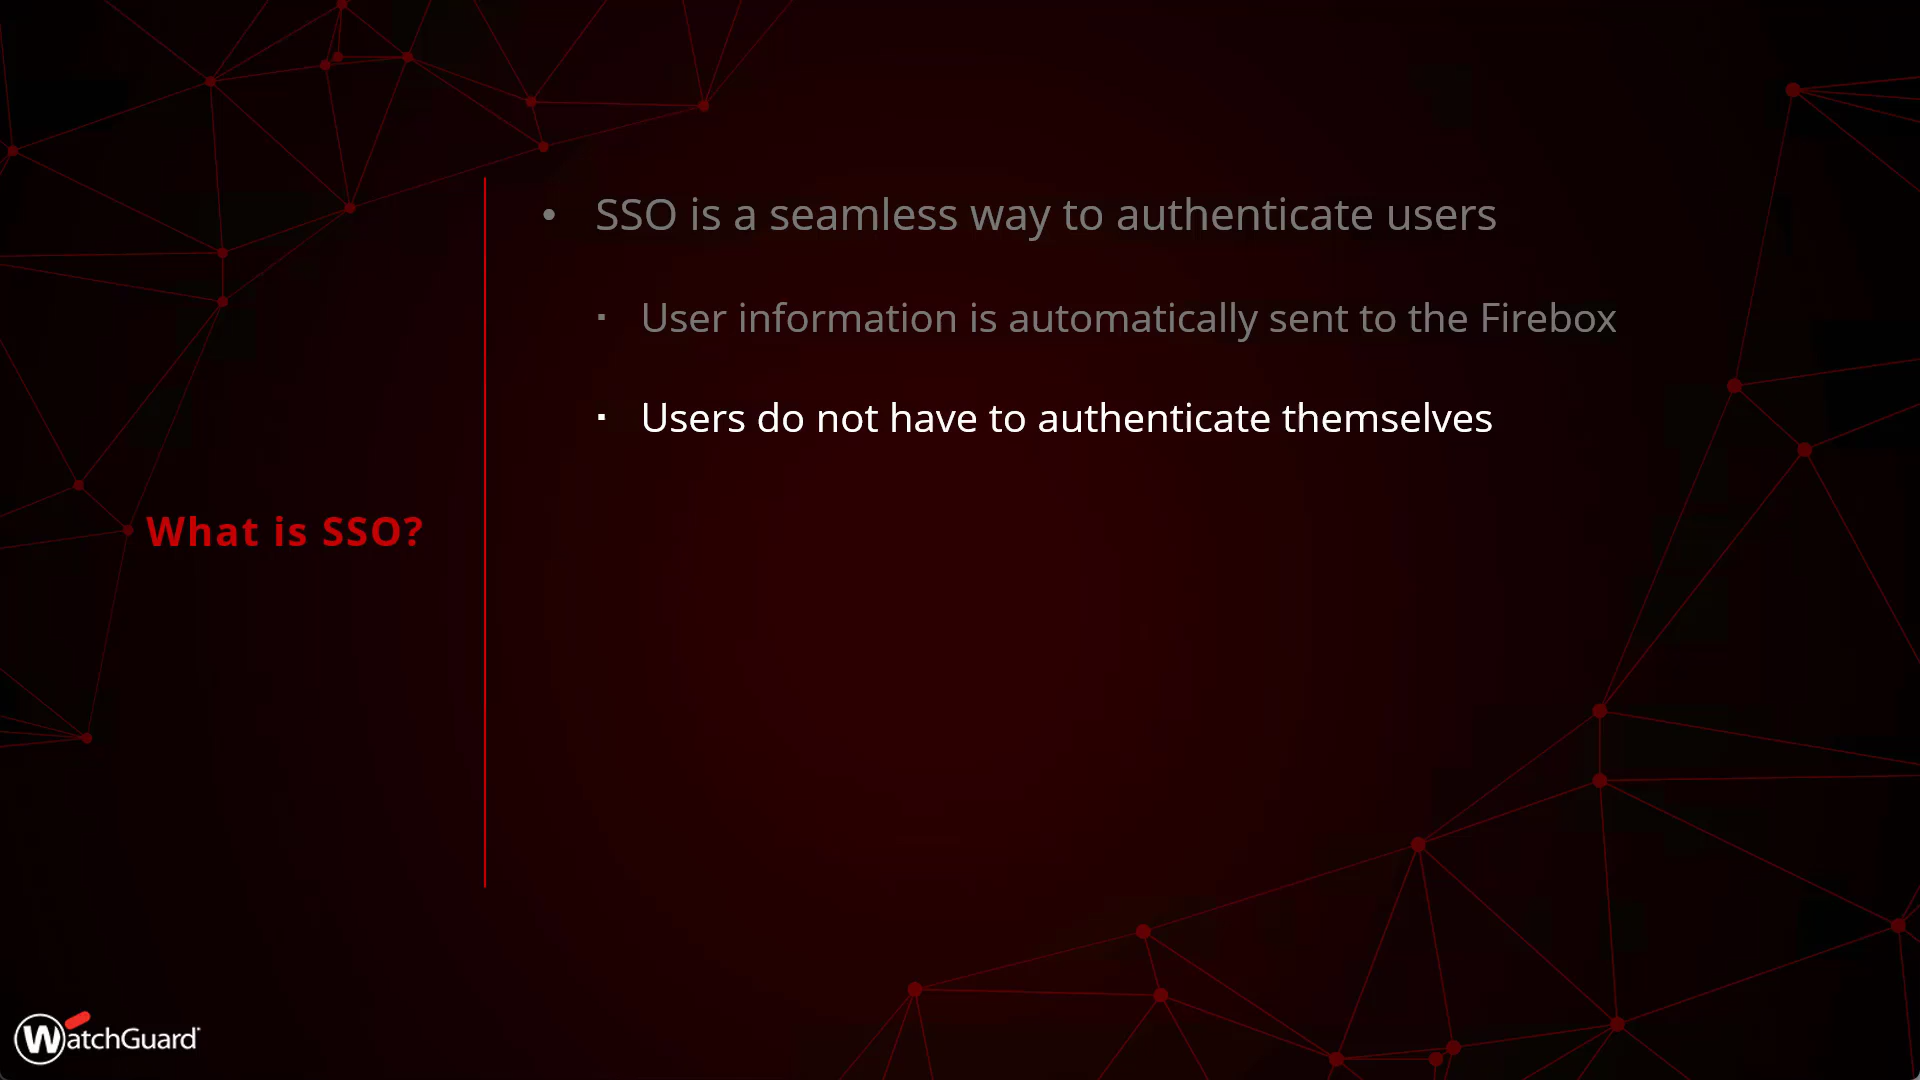 What is SSO?
• SSO is a seamless way to authenticate users
▪ User information is automatically sent to the Firebox
▪ Users do not have to authenticate themselves
WatchGuard